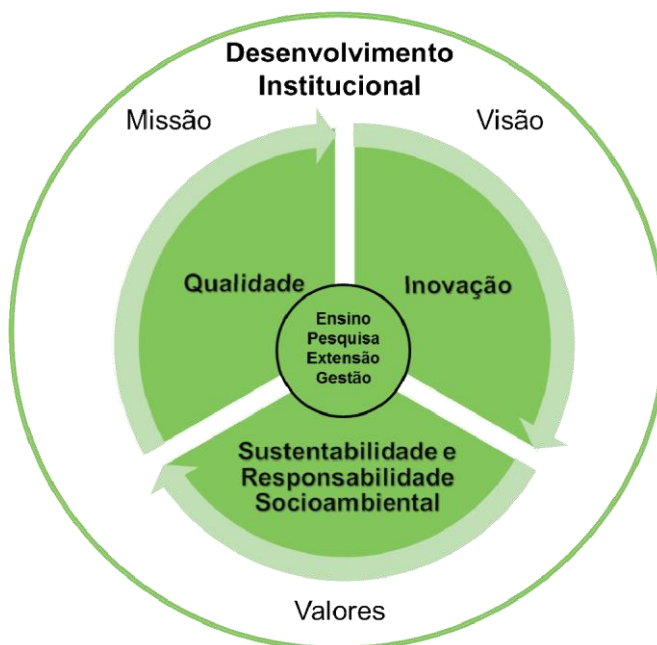 Desenvolvimento
Institucional
Missão
Visão
Qualidade
Inovação
Ensino
Pesquisa
Extensão
Gestão
Sustentabilidade e
Responsabilidade
Socioambiental
Valores